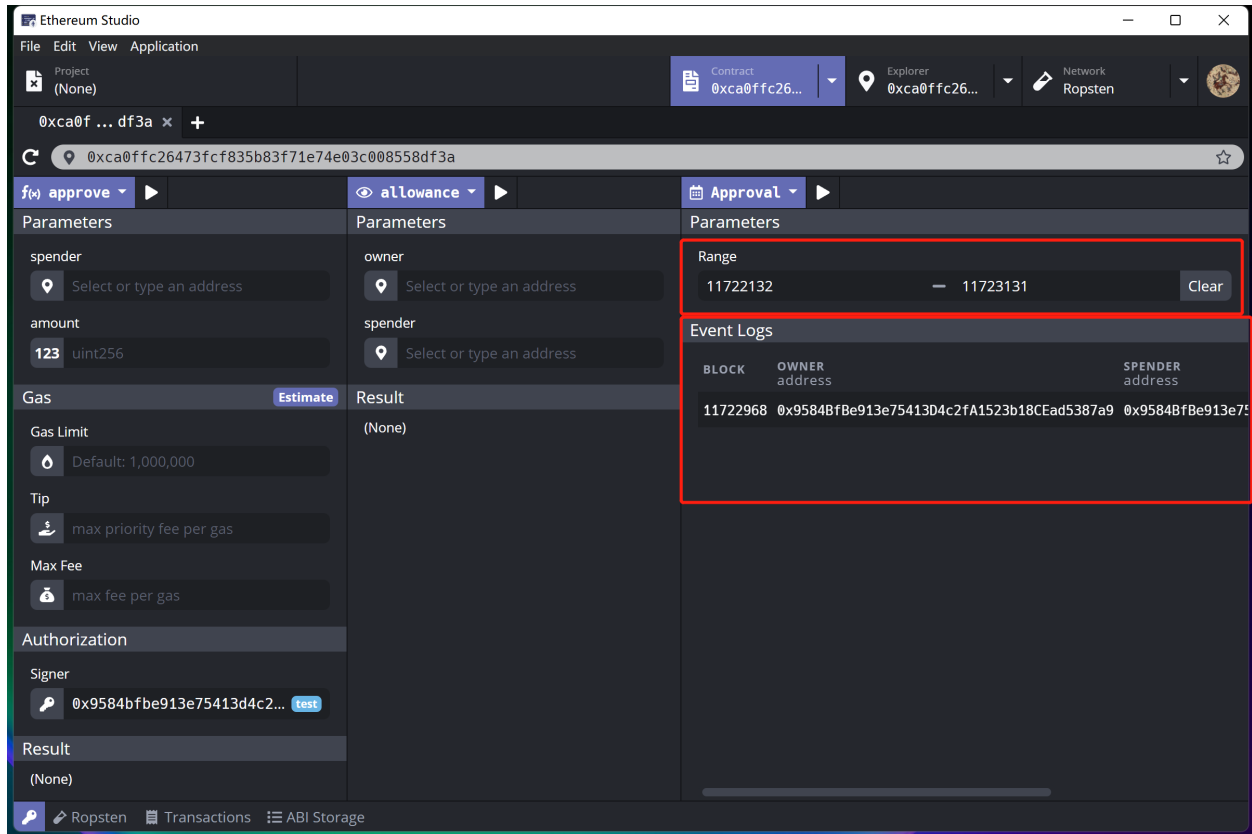 Ethereum Studio
File Edit View Application
Project
(None)
Contract
0xca0ffc26...
Explorer
0xca0ffc26...
Network
Ropsten
0xca0f ... df3a × +
0xca0ffc26473fcf835b83f71e74e03c008558df3a
f(x) approve
allowance
Approval
Parameters
spender
Select or type an address
amount
123 uint256
Gas Estimate
Gas Limit
Default: 1,000,000
Tip
max priority fee per gas
Max Fee
max fee per gas
Authorization
Signer
0x9584bfbe913e75413d4c2... test
Result
(None)
Parameters
owner
Select or type an address
spender
Select or type an address
Result
(None)
Parameters
Range
11722132 — 11723131 Clear
Event Logs
BLOCK OWNER SPENDER
address address
11722968 0x9584BfBe913e75413D4c2fA1523b18CEad5387a9 0x9584BfBe913e75
Ropsten Transactions ABI Storage